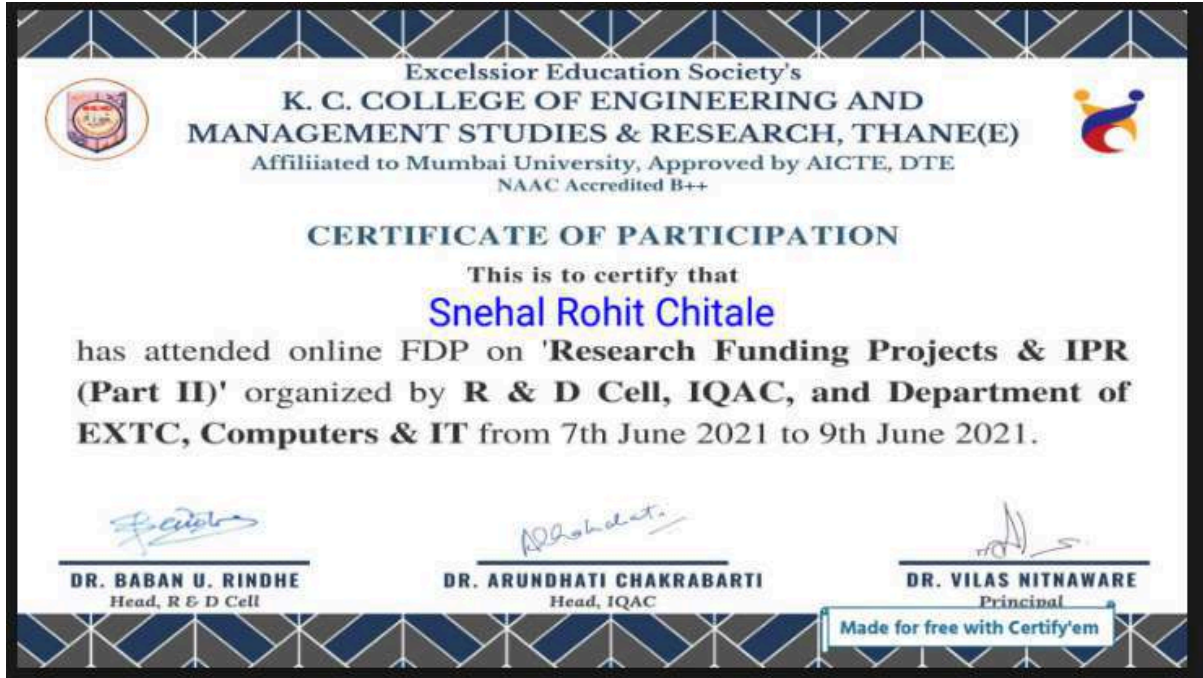 Excelssior Education Society's
K. C. COLLEGE OF ENGINEERING AND
MANAGEMENT STUDIES & RESEARCH, THANE(E)
Affiliiated to Mumbai University, Approved by AICTE, DTE
NAAC Accredited B++
CERTIFICATE OF PARTICIPATION
This is to certify that
Snehal Rohit Chitale
has attended online FDP on 'Research Funding Projects & IPR
(Part II)' organized by R & D Cell, IQAC, and Department of
EXTC, Computers & IT from 7th June 2021 to 9th June 2021.
DR. BABAN U. RINDHE
Head, R & D Cell
DR. ARUNDHATI CHAKRABARTI
Head, IQAC
DR. VILAS NITNAWARE
Principal
Made for free with Certify'em